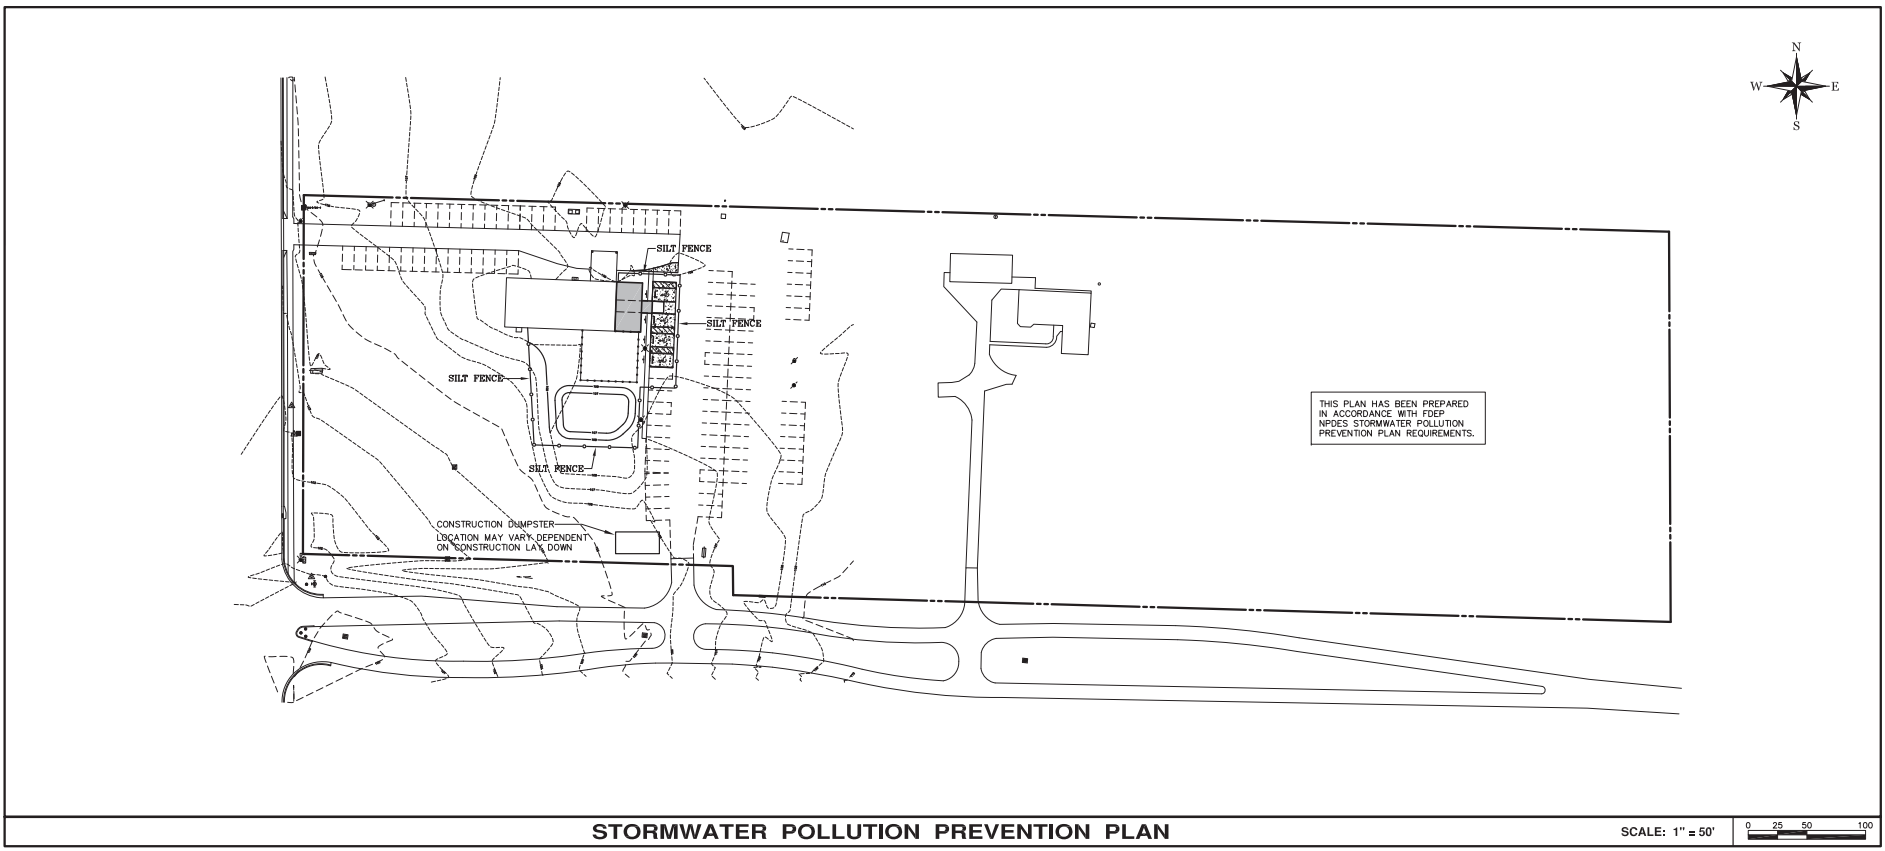 N
W E
S
SILT FENCE
SILT FENCE
SILT FENCE
THIS PLAN HAS BEEN PREPARED
IN ACCORDANCE WITH FDEP
NPDES STORMWATER POLLUTION
PREVENTION PLAN REQUIREMENTS.
SILT FENCE
CONSTRUCTION DUMPSTER
LOCATION MAY VARY DEPENDENT
ON CONSTRUCTION LAY DOWN
STORMWATER POLLUTION PREVENTION PLAN
SCALE: 1" = 50'
0 25 50 100